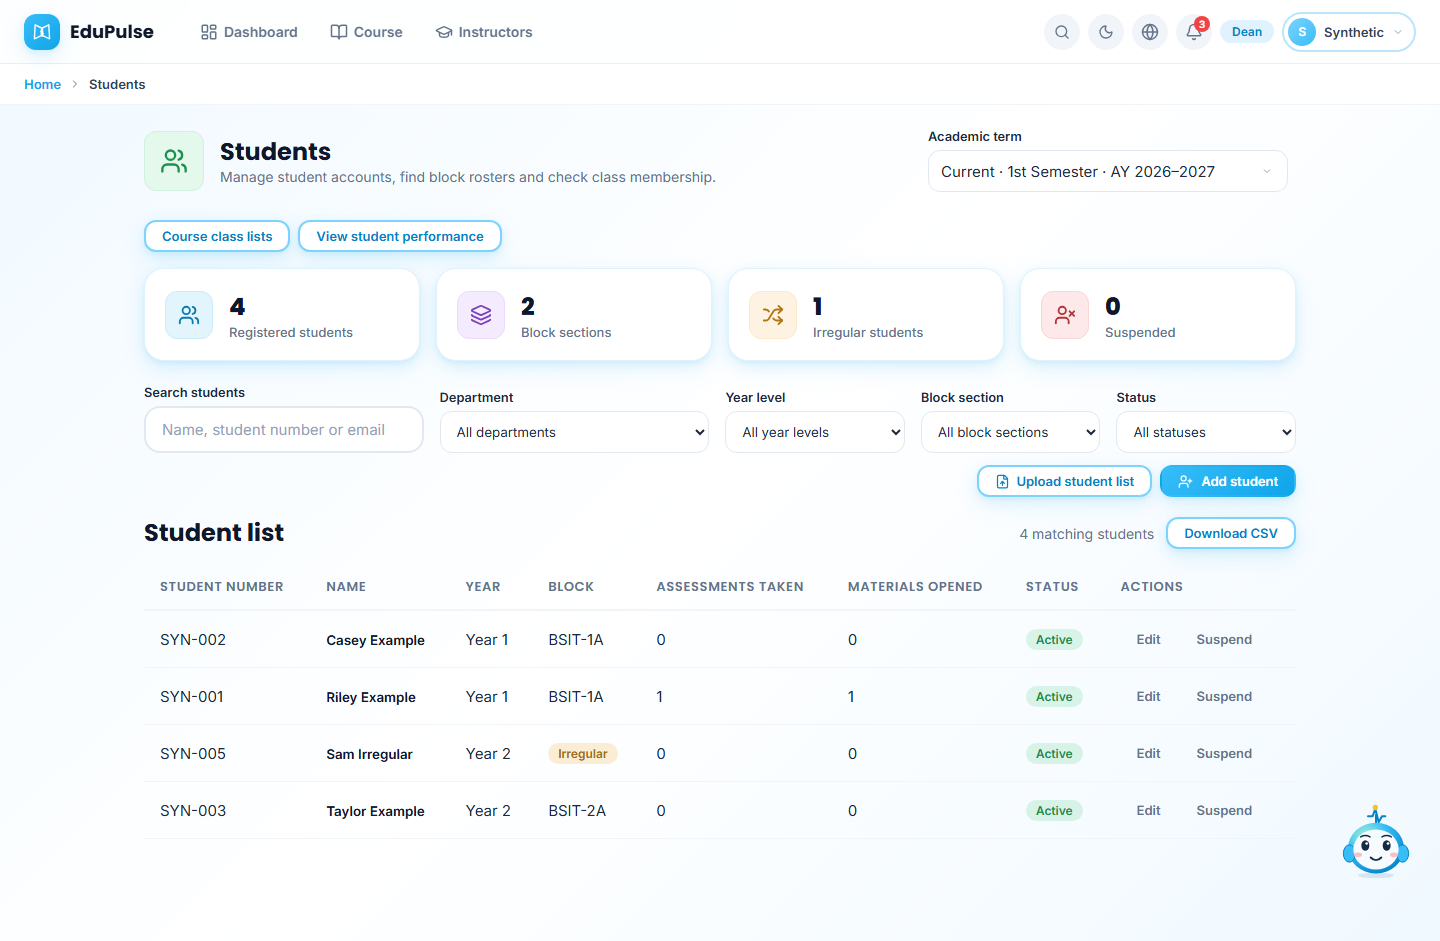 EduPulse Dashboard Course Instructors 3 Dean S Synthetic
Home > Students
Students
Manage student accounts, find block rosters and check class membership.
Academic term
Current · 1st Semester · AY 2026–2027
Course class lists View student performance
4
Registered students
2
Block sections
1
Irregular students
0
Suspended
Search students
Name, student number or email
Department
All departments
Year level
All year levels
Block section
All block sections
Status
All statuses
Upload student list Add student
Student list 4 matching students Download CSV
STUDENT NUMBER NAME YEAR BLOCK ASSESSMENTS TAKEN MATERIALS OPENED STATUS ACTIONS
SYN-002 Casey Example Year 1 BSIT-1A 0 0 Active Edit Suspend
SYN-001 Riley Example Year 1 BSIT-1A 1 1 Active Edit Suspend
SYN-005 Sam Irregular Year 2 Irregular 0 0 Active Edit Suspend
SYN-003 Taylor Example Year 2 BSIT-2A 0 0 Active Edit Suspend